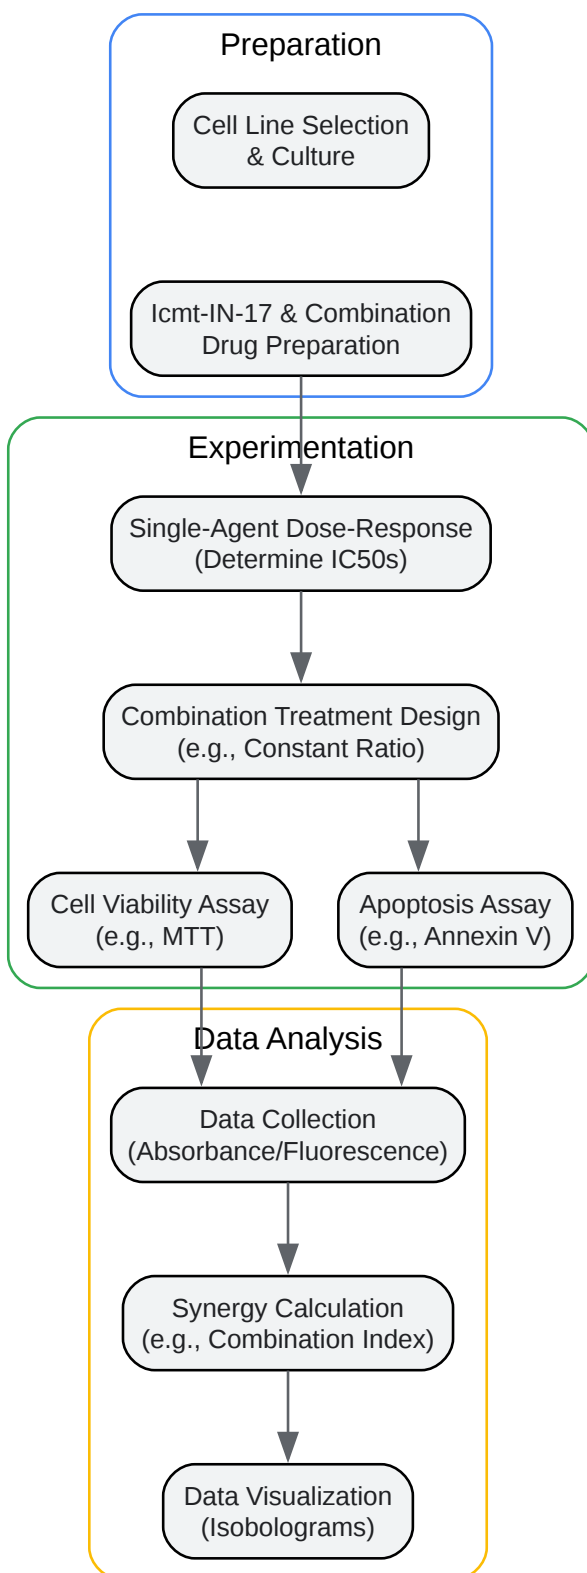 Preparation
Cell Line Selection
& Culture
Icmt-IN-17 & Combination
Drug Preparation
Experimentation
Single-Agent Dose-Response
(Determine IC50s)
Combination Treatment Design
(e.g., Constant Ratio)
Cell Viability Assay
(e.g., MTT)
Apoptosis Assay
(e.g., Annexin V)
Data Analysis
Data Collection
(Absorbance/Fluorescence)
Synergy Calculation
(e.g., Combination Index)
Data Visualization
(Isobolograms)